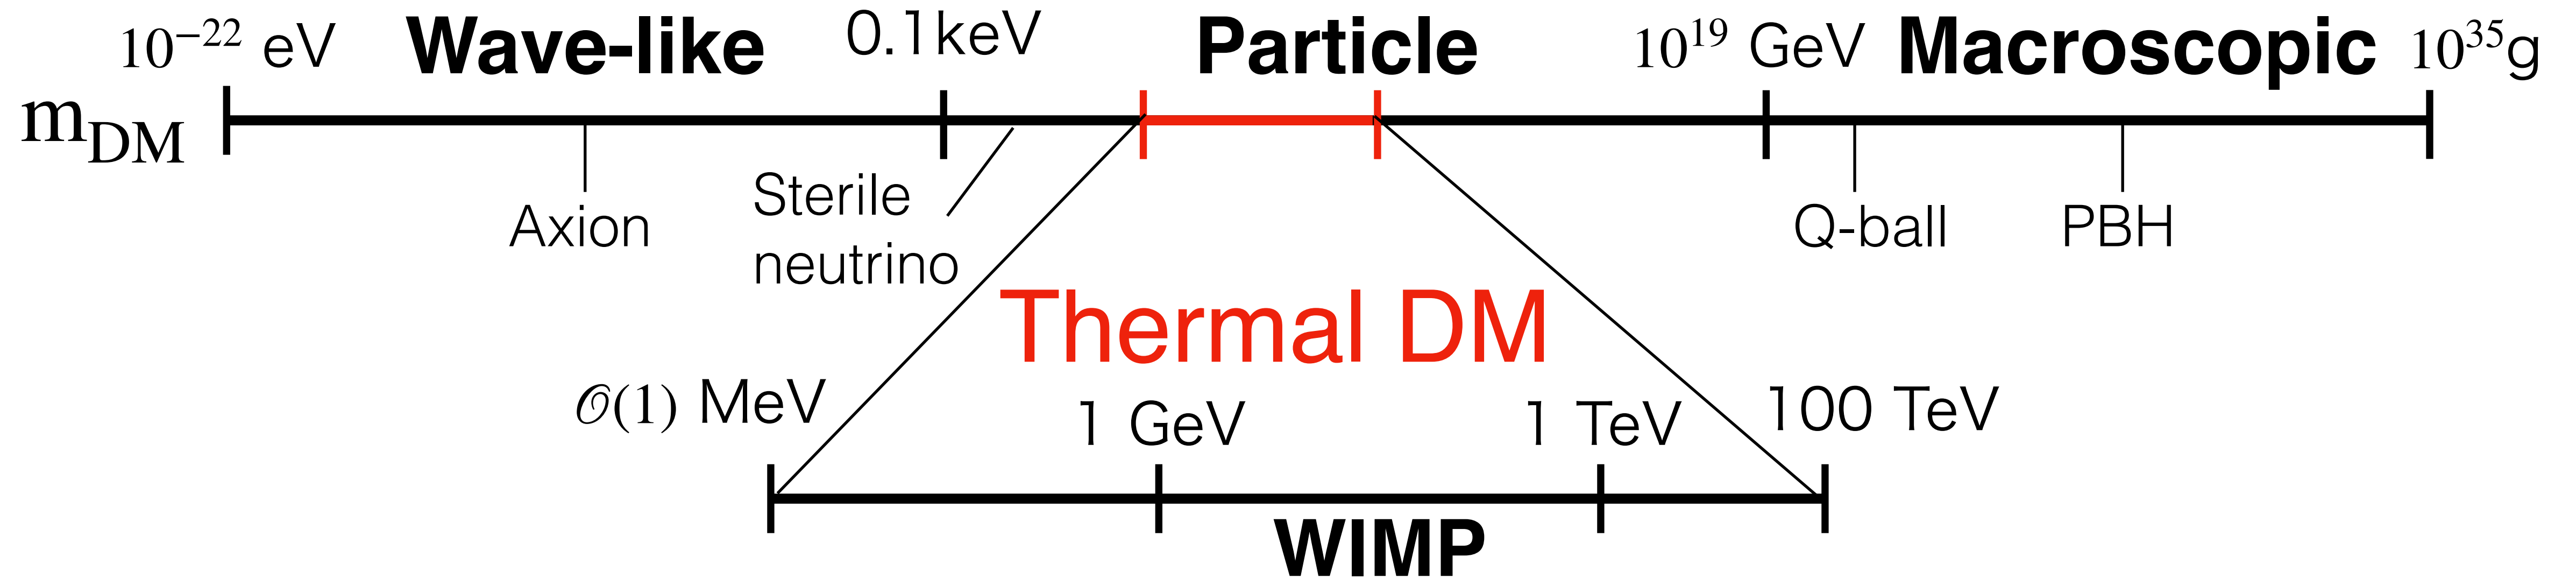 10⁻²² eV Wave-like 0.1keV Particle 10¹⁹ GeV Macroscopic 10³⁵g
m_DM
Axion
Sterile
neutrino
Q-ball
PBH
Thermal DM
𝒪(1) MeV
1 GeV
1 TeV
100 TeV
WIMP